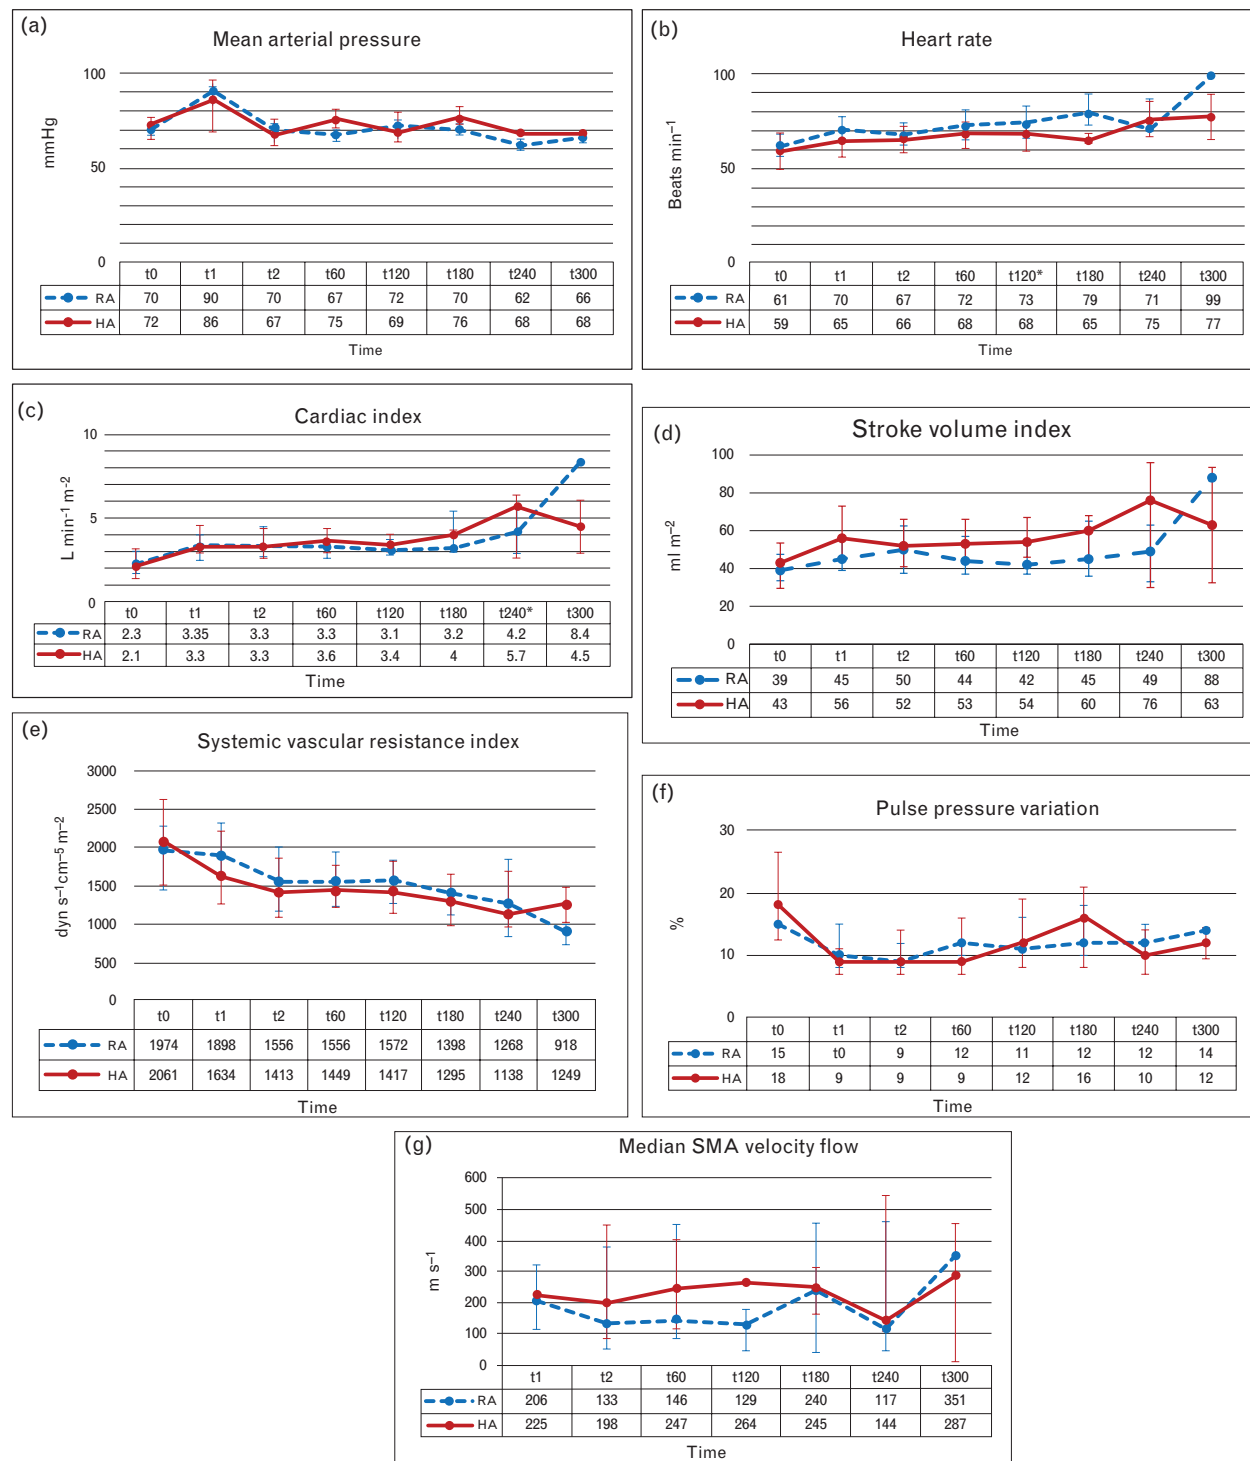 (a)
Mean arterial pressure
mmHg
100
50
0
t0 t1 t2 t60 t120 t180 t240 t300
RA 70 90 70 67 72 70 62 66
HA 72 86 67 75 69 76 68 68
Time
(b)
Heart rate
Beats min⁻¹
100
50
0
t0 t1 t2 t60 t120* t180 t240 t300
RA 61 70 67 72 73 79 71 99
HA 59 65 66 68 68 65 75 77
Time
(c)
Cardiac index
L min⁻¹ m⁻²
10
5
0
t0 t1 t2 t60 t120 t180 t240* t300
RA 2.3 3.35 3.3 3.3 3.1 3.2 4.2 8.4
HA 2.1 3.3 3.3 3.6 3.4 4 5.7 4.5
Time
(d)
Stroke volume index
ml m⁻²
100
80
60
40
20
0
t0 t1 t2 t60 t120 t180 t240 t300
RA 39 45 50 44 42 45 49 88
HA 43 56 52 53 54 60 76 63
Time
(e)
Systemic vascular resistance index
dyn s⁻¹cm⁻⁵ m⁻²
3000
2500
2000
1500
1000
500
0
t0 t1 t2 t60 t120 t180 t240 t300
RA 1974 1898 1556 1556 1572 1398 1268 918
HA 2061 1634 1413 1449 1417 1295 1138 1249
Time
(f)
Pulse pressure variation
%
30
20
10
0
t0 t1 t2 t60 t120 t180 t240 t300
RA 15 t0 9 12 11 12 12 14
HA 18 9 9 9 12 16 10 12
Time
(g)
Median SMA velocity flow
m s⁻¹
600
500
400
300
200
100
0
t1 t2 t60 t120 t180 t240 t300
RA 206 133 146 129 240 117 351
HA 225 198 247 264 245 144 287
Time